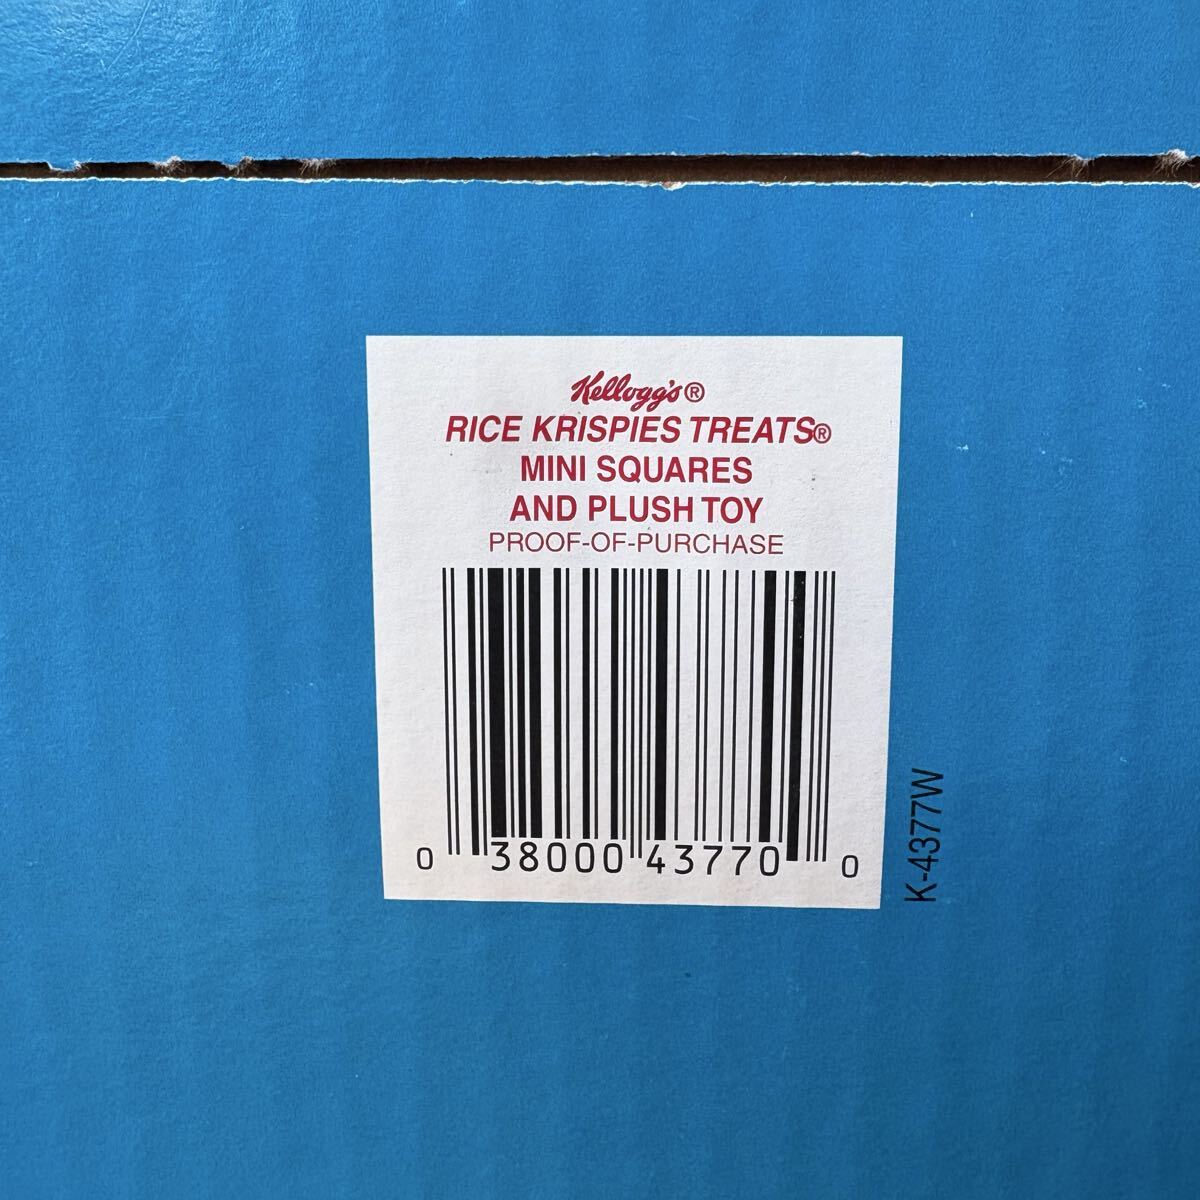 Kellogg's®
RICE KRISPIES TREATS®
MINI SQUARES
AND PLUSH TOY
PROOF-OF-PURCHASE
0 38000 43770 0
K-4377W